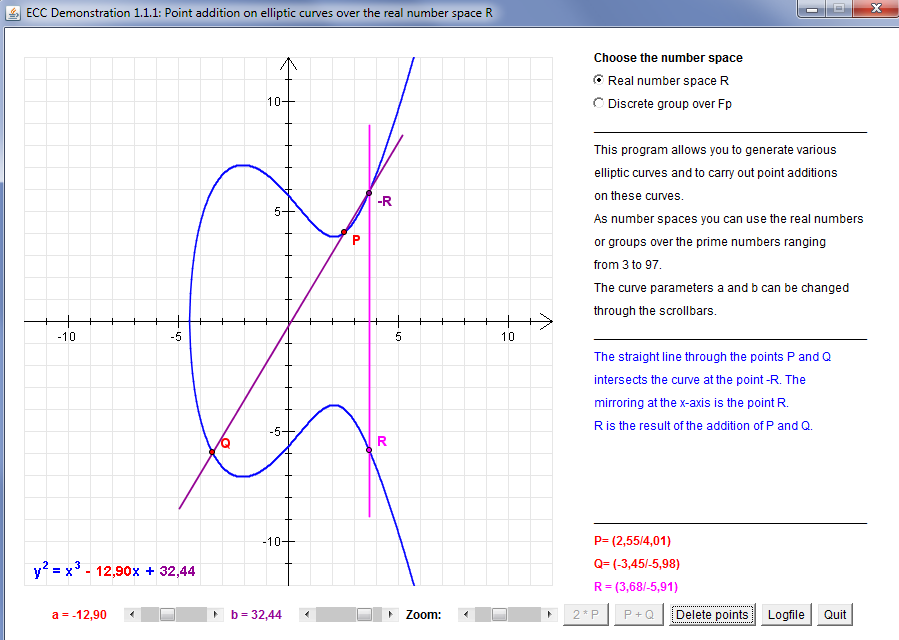 ECC Demonstration 1.1.1: Point addition on elliptic curves over the real number space R
Choose the number space
Real number space R
Discrete group over Fp
This program allows you to generate various
elliptic curves and to carry out point additions
on these curves.
As number spaces you can use the real numbers
or groups over the prime numbers ranging
from 3 to 97.
The curve parameters a and b can be changed
through the scrollbars.
The straight line through the points P and Q
intersects the curve at the point -R. The
mirroring at the x-axis is the point R.
R is the result of the addition of P and Q.
P= (2,55/4,01)
Q= (-3,45/-5,98)
R = (3,68/-5,91)
10
5
-R
P
-10
-5
5
10
Q
-5
R
-10
y² = x³ - 12,90x + 32,44
a = -12,90
b = 32,44
Zoom:
2 * P
P + Q
Delete points
Logfile
Quit